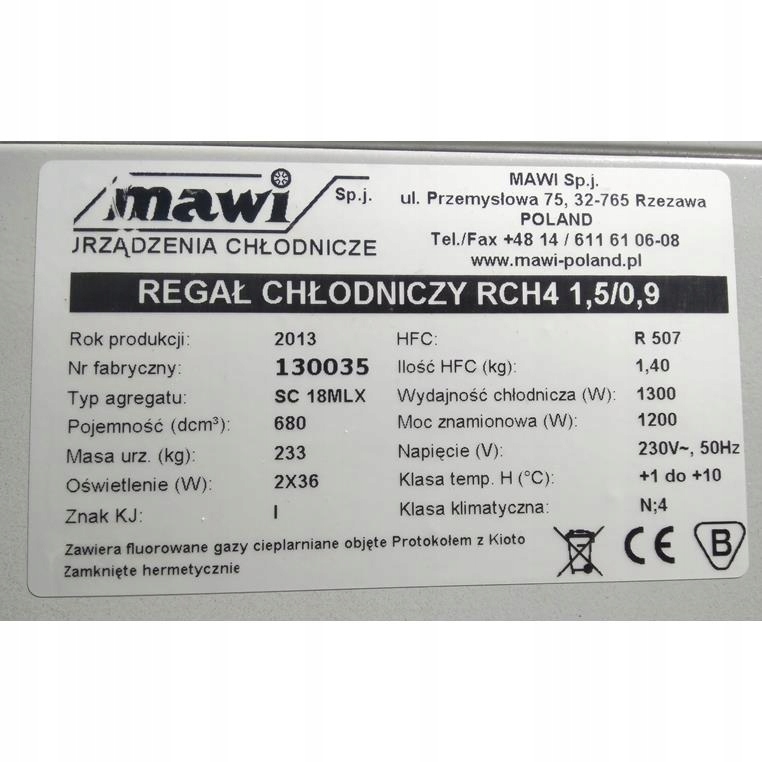 mawi Sp.j.
URZĄDZENIA CHŁODNICZE
MAWI Sp.j.
ul. Przemysłowa 75, 32-765 Rzezawa
POLAND
Tel./Fax +48 14 / 611 61 06-08
www.mawi-poland.pl
REGAŁ CHŁODNICZY RCH4 1,5/0,9
Rok produkcji: 2013
Nr fabryczny: 130035
Typ agregatu: SC 18MLX
Pojemność (dcm³): 680
Masa urz. (kg): 233
Oświetlenie (W): 2X36
Znak KJ: I
HFC: R 507
Ilość HFC (kg): 1,40
Wydajność chłodnicza (W): 1300
Moc znamionowa (W): 1200
Napięcie (V): 230V~, 50Hz
Klasa temp. H (°C): +1 do +10
Klasa klimatyczna: N;4
Zawiera fluorowane gazy cieplarniane objęte Protokołem z Kioto
Zamknięte hermetycznie
CE
B